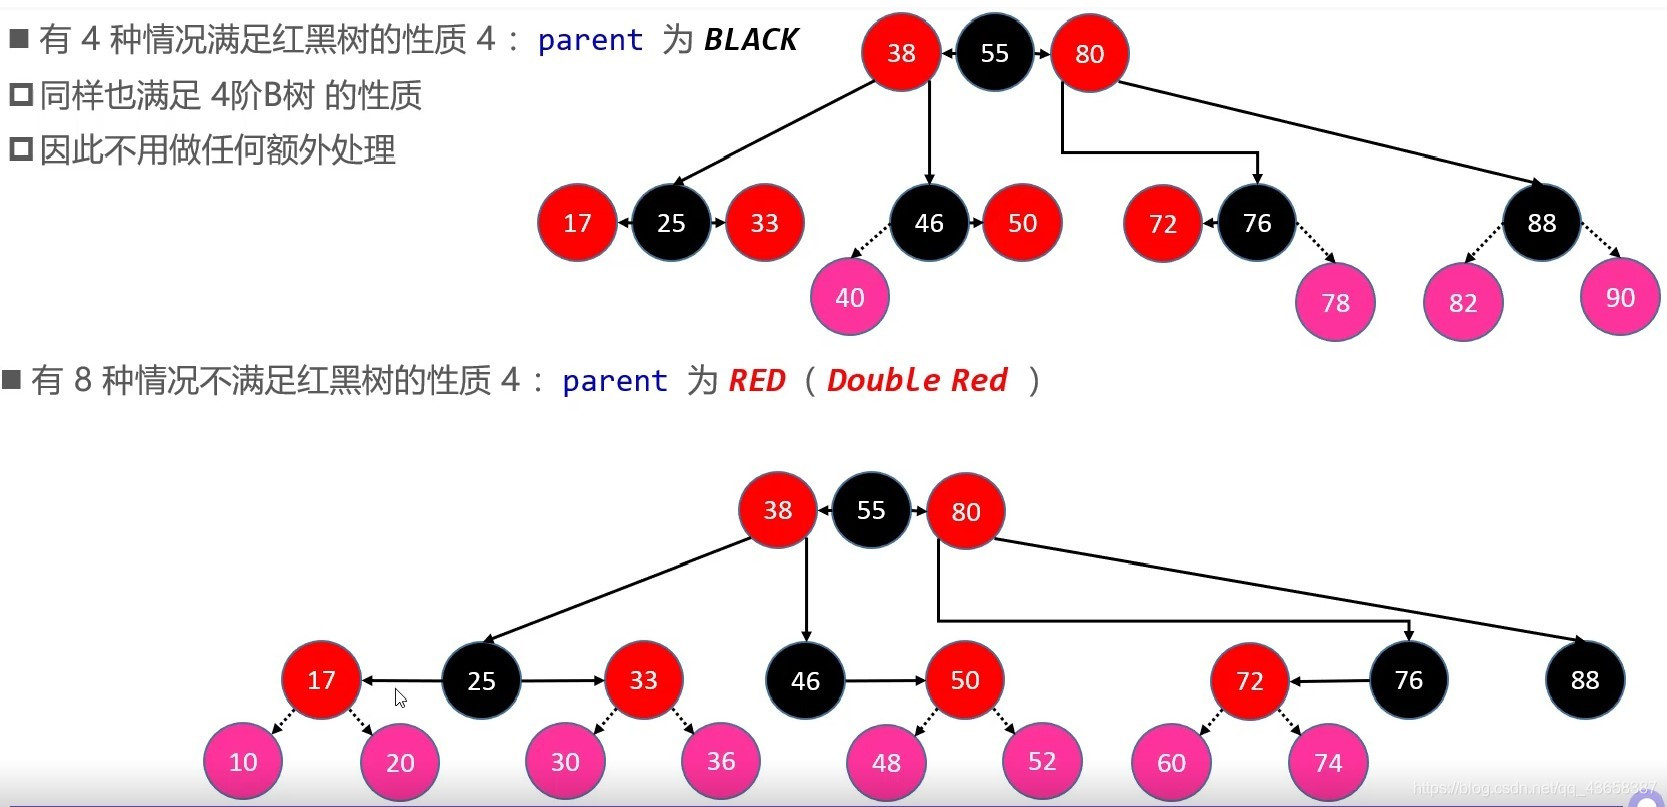 ■ 有 4 种情况满足红黑树的性质 4：parent 为 BLACK
38 55 80
□ 同样也满足 4阶B树 的性质
□ 因此不用做任何额外处理
17 25 33 46 50 72 76 88
40 78 82 90
■ 有 8 种情况不满足红黑树的性质 4：parent 为 RED（Double Red ）
38 55 80
17 25 33 46 50 72 76 88
10 20 30 36 48 52 60 74
https://blog.csdn.net/qq_43658387